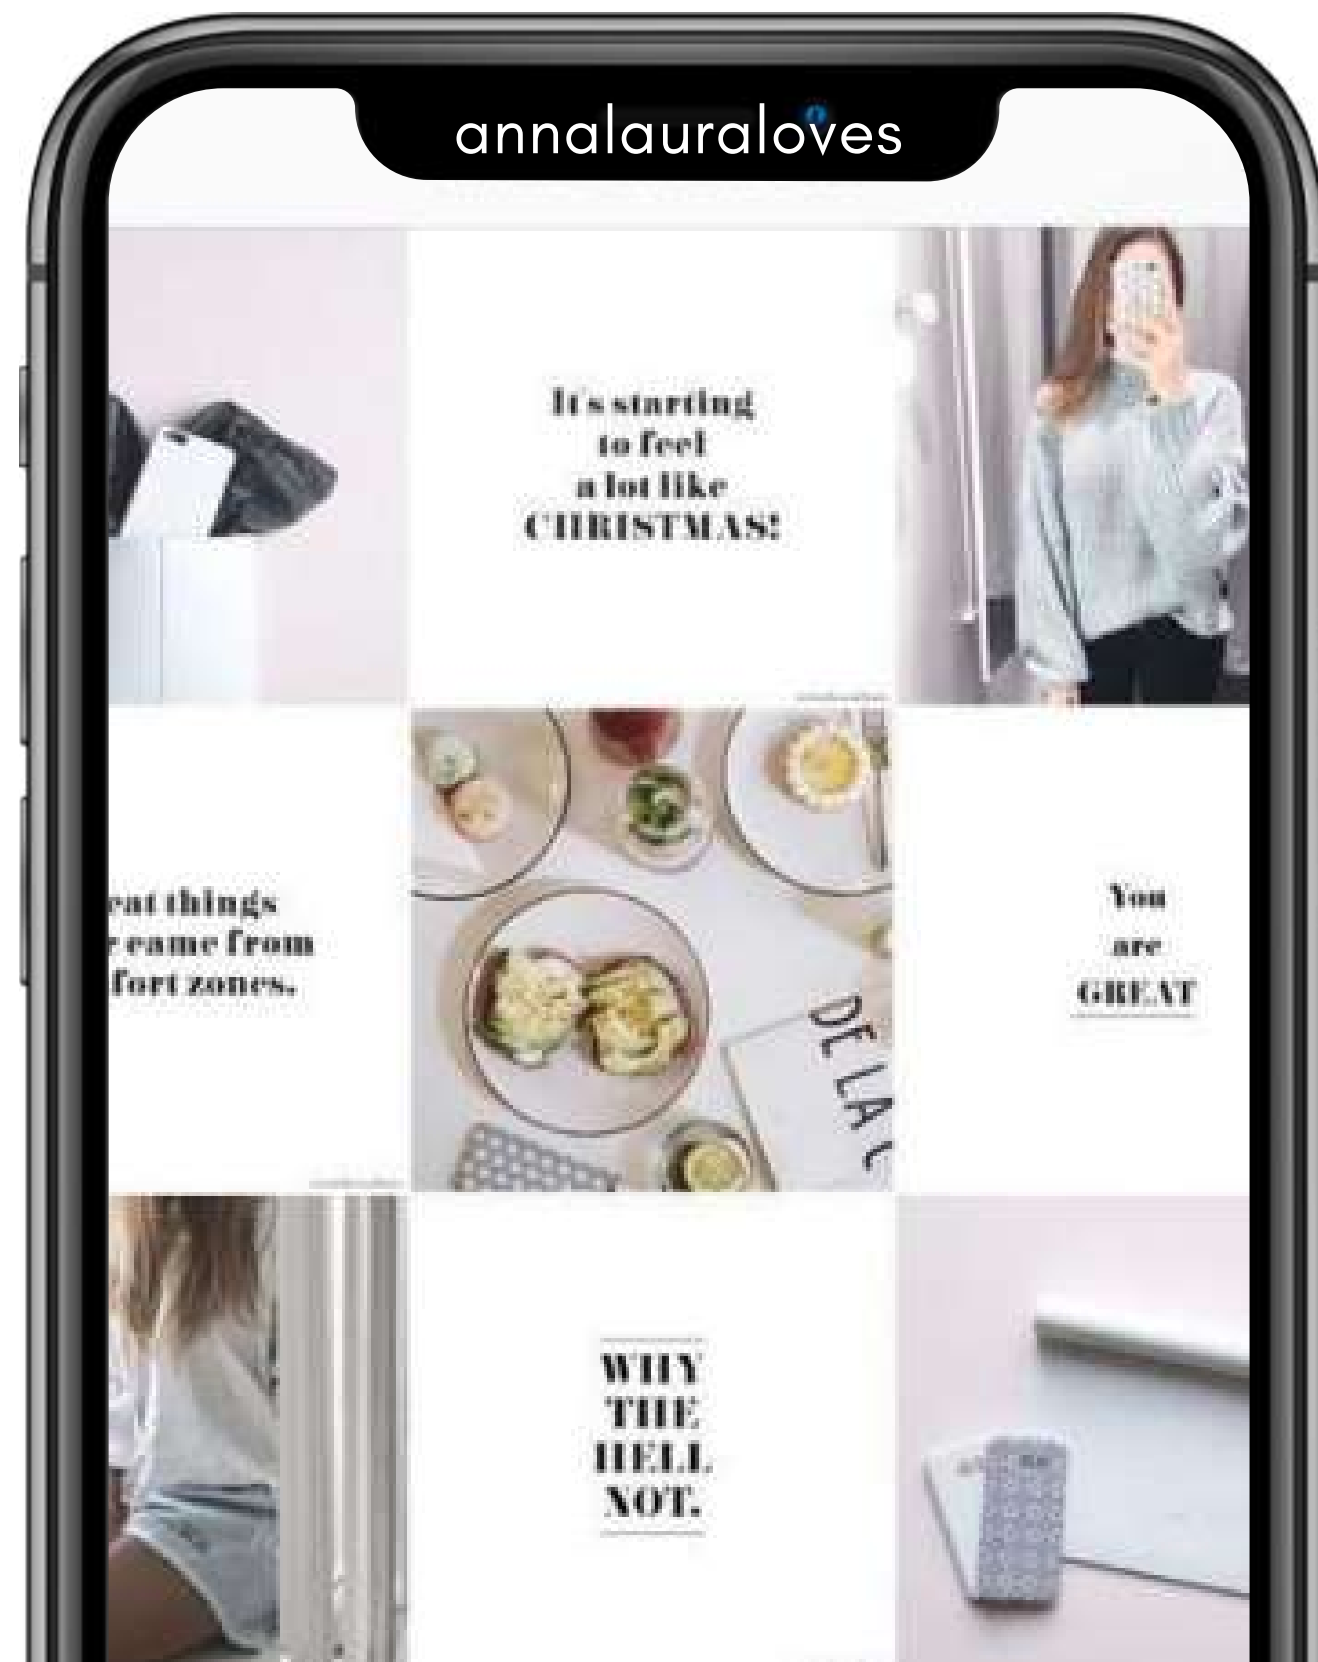 annalauraloves
It's starting
to feel
a lot like
CHRISTMAS!
eat things
r came from
fort zones.
DE LA
You
are
GREAT
WHY
THE
HELL
NOT.